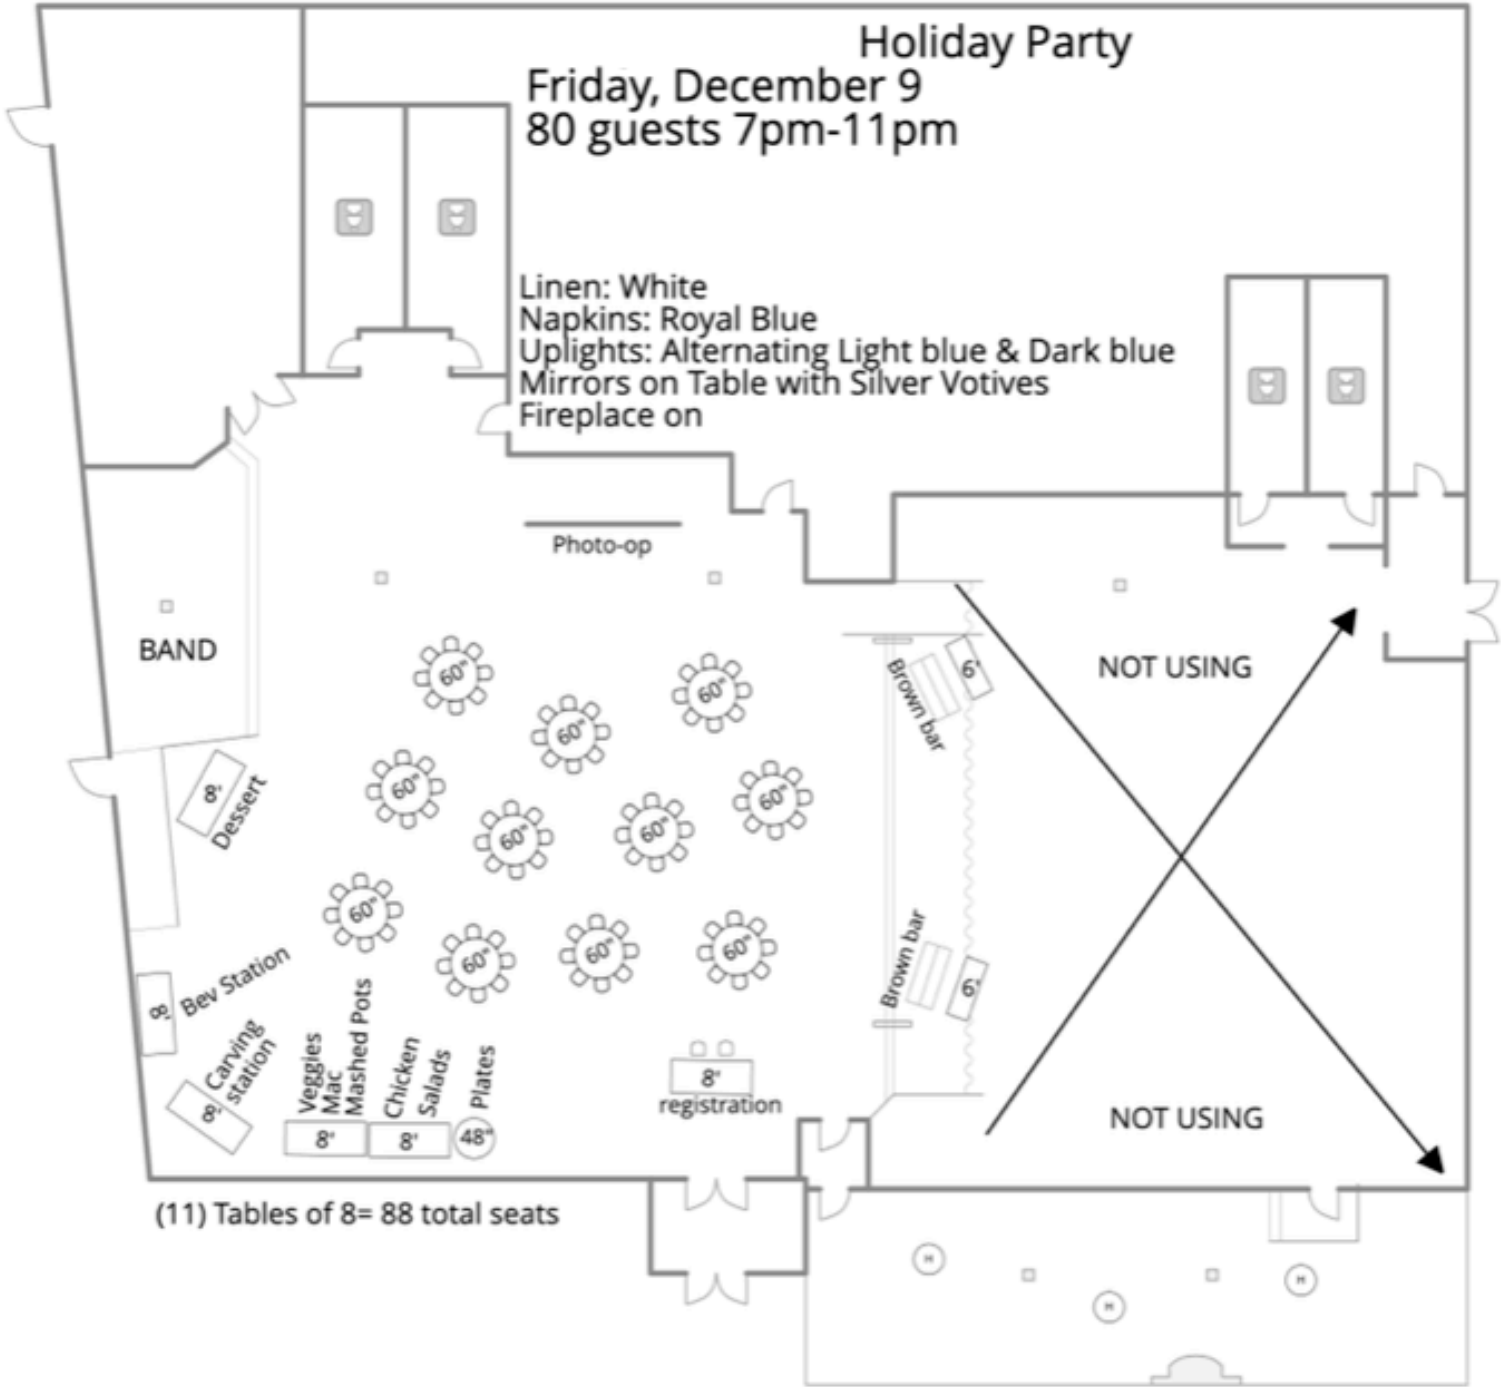 Holiday Party
Friday, December 9
80 guests 7pm-11pm
Linen: White
Napkins: Royal Blue
Uplights: Alternating Light blue & Dark blue
Mirrors on Table with Silver Votives
Fireplace on
Photo-op
BAND
NOT USING
60"
60"
60"
60"
60"
60"
60"
60"
60"
60"
60"
6'
Brown bar
8'
Dessert
Brown bar
6'
8'
Bev Station
Carving
station
8'
Veggies
Mac
Mashed Pots
8'
Chicken
Salads
8'
Plates
48"
8'
registration
NOT USING
(11) Tables of 8= 88 total seats
H
H
H